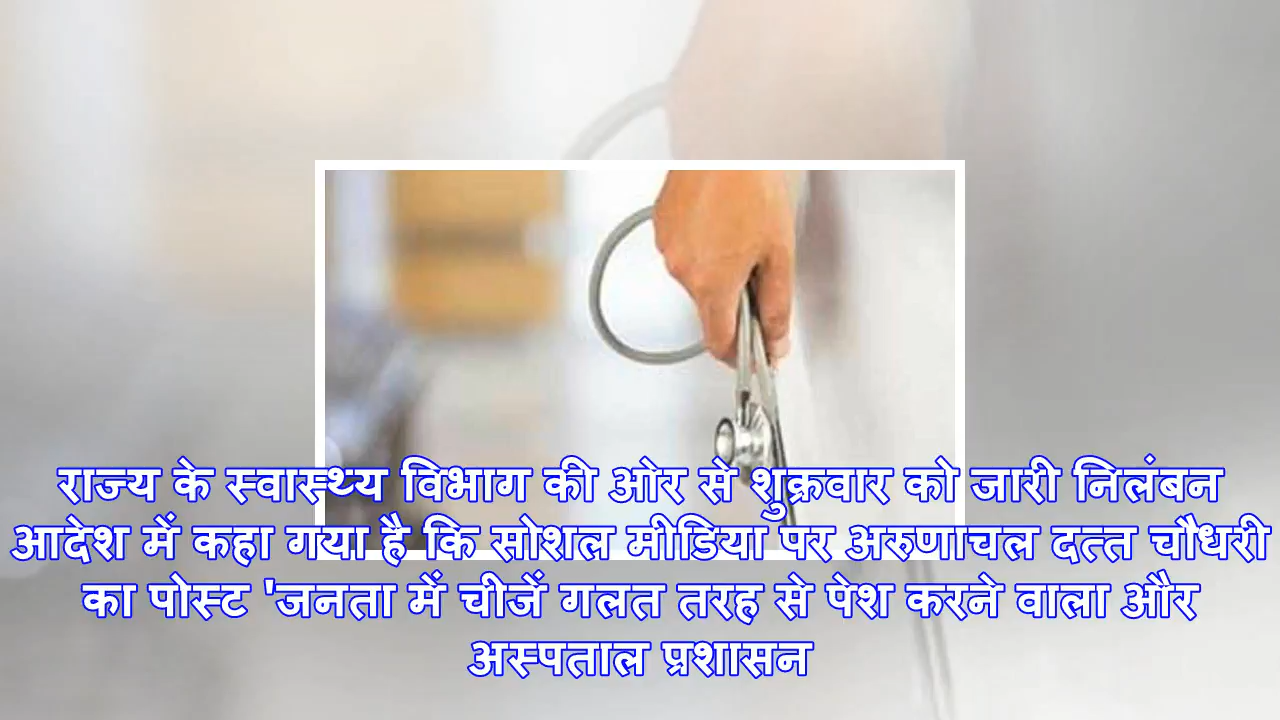 राज्य के स्वास्थ्य विभाग की ओर से शुक्रवार को जारी निलंबन
आदेश में कहा गया है कि सोशल मीडिया पर अरुणाचल दत्त चौधरी
का पोस्ट 'जनता में चीजें गलत तरह से पेश करने वाला और
अस्पताल प्रशासन